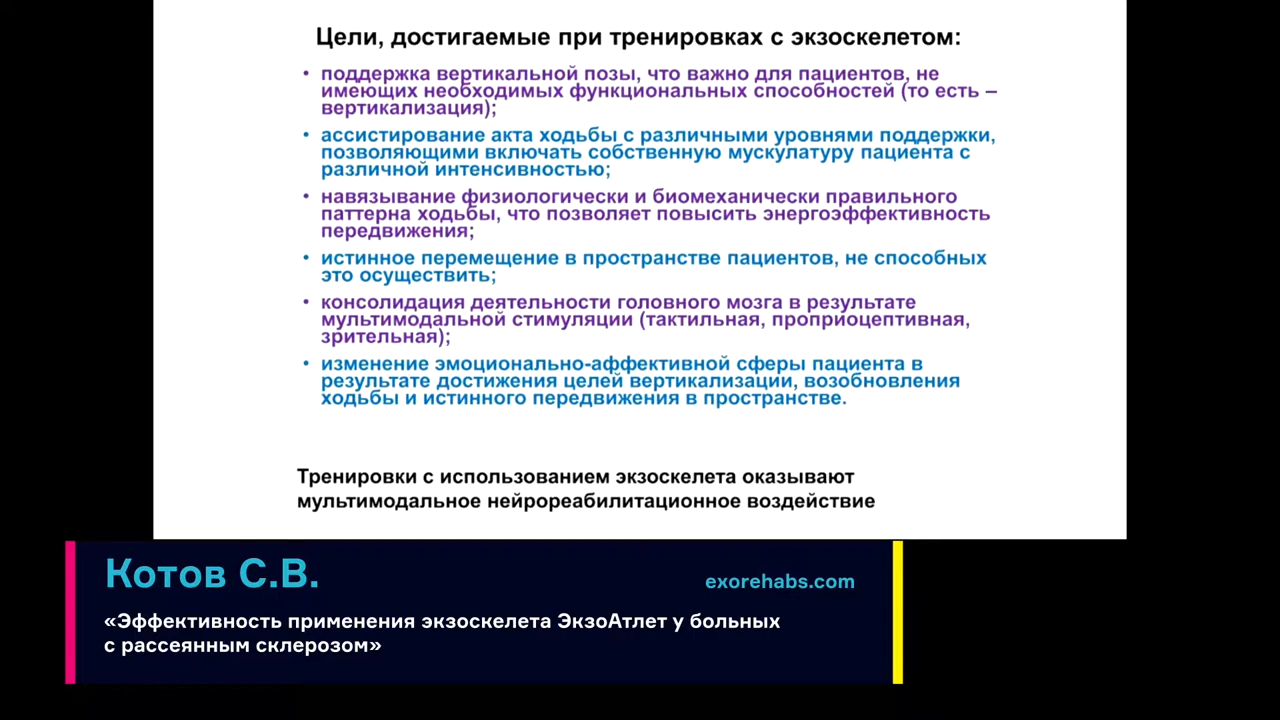 Цели, достигаемые при тренировках с экзоскелетом:
• поддержка вертикальной позы, что важно для пациентов, не
имеющих необходимых функциональных способностей (то есть –
вертикализация);
• ассистирование акта ходьбы с различными уровнями поддержки,
позволяющими включать собственную мускулатуру пациента с
различной интенсивностью;
• навязывание физиологически и биомеханически правильного
паттерна ходьбы, что позволяет повысить энергоэффективность
передвижения;
• истинное перемещение в пространстве пациентов, не способных
это осуществить;
• консолидация деятельности головного мозга в результате
мультимодальной стимуляции (тактильная, проприоцептивная,
зрительная);
• изменение эмоционально-аффективной сферы пациента в
результате достижения целей вертикализации, возобновления
ходьбы и истинного передвижения в пространстве.
Тренировки с использованием экзоскелета оказывают
мультимодальное нейрореабилитационное воздействие
Котов С.В.
exorehabs.com
«Эффективность применения экзоскелета ЭкзоАтлет у больных
с рассеянным склерозом»